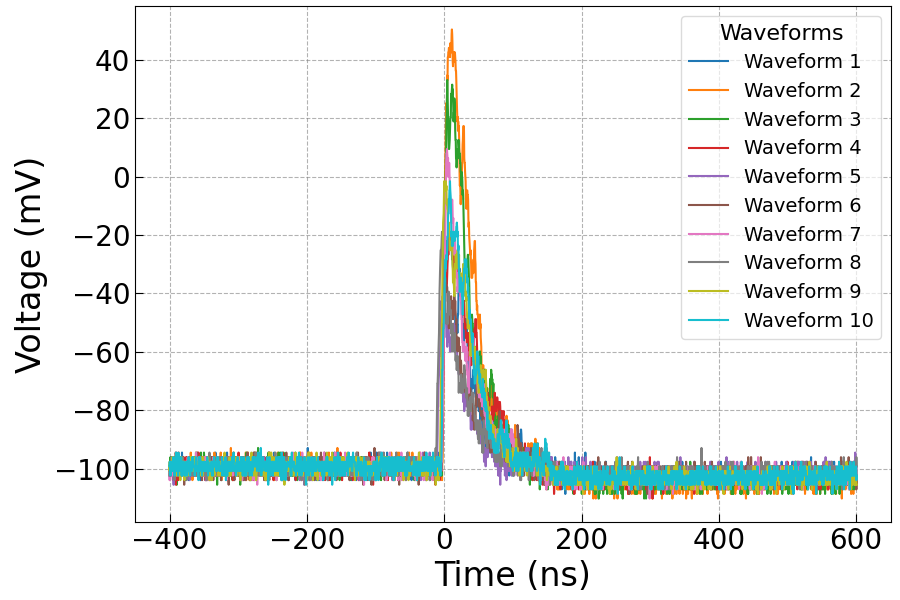 Waveforms
Waveform 1
Waveform 2
Waveform 3
Waveform 4
Waveform 5
Waveform 6
Waveform 7
Waveform 8
Waveform 9
Waveform 10
Voltage (mV)
40
20
0
−20
−40
−60
−80
−100
−400 −200 0 200 400 600
Time (ns)